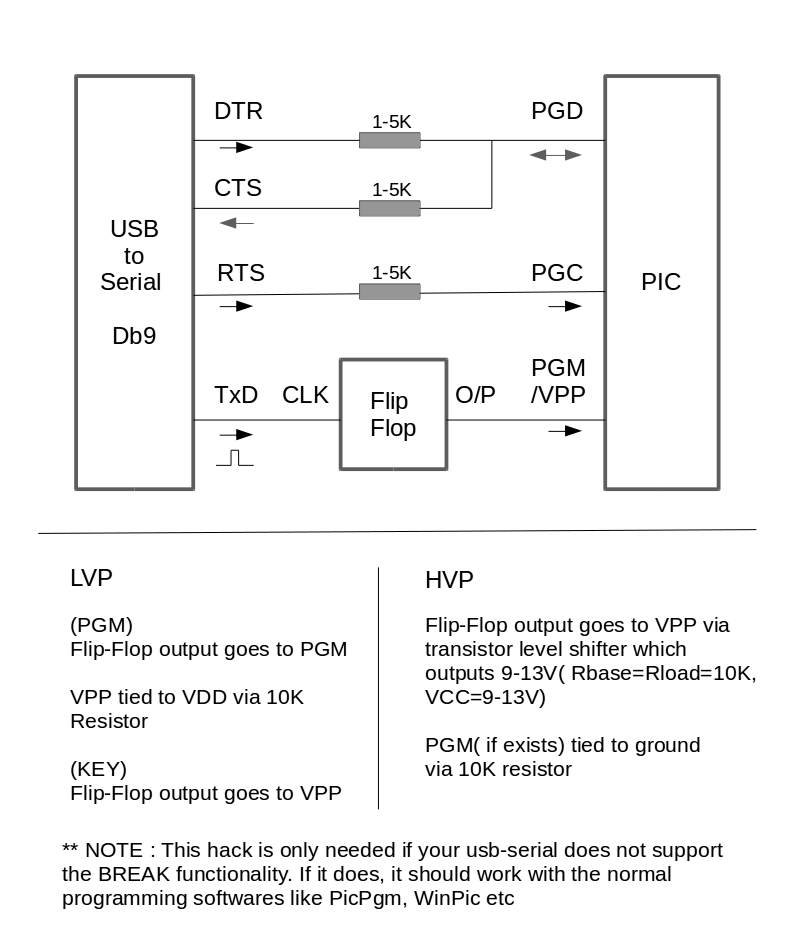 DTR
1-5K
PGD
CTS
1-5K
USB
to
Serial
Db9
RTS
1-5K
PGC
PIC
TxD
CLK
Flip
Flop
O/P
PGM
/VPP
LVP
(PGM)
Flip-Flop output goes to PGM
VPP tied to VDD via 10K
Resistor
(KEY)
Flip-Flop output goes to VPP
HVP
Flip-Flop output goes to VPP via
transistor level shifter which
outputs 9-13V( Rbase=Rload=10K,
VCC=9-13V)
PGM( if exists) tied to ground
via 10K resistor
** NOTE : This hack is only needed if your usb-serial does not support
the BREAK functionality. If it does, it should work with the normal
programming softwares like PicPgm, WinPic etc